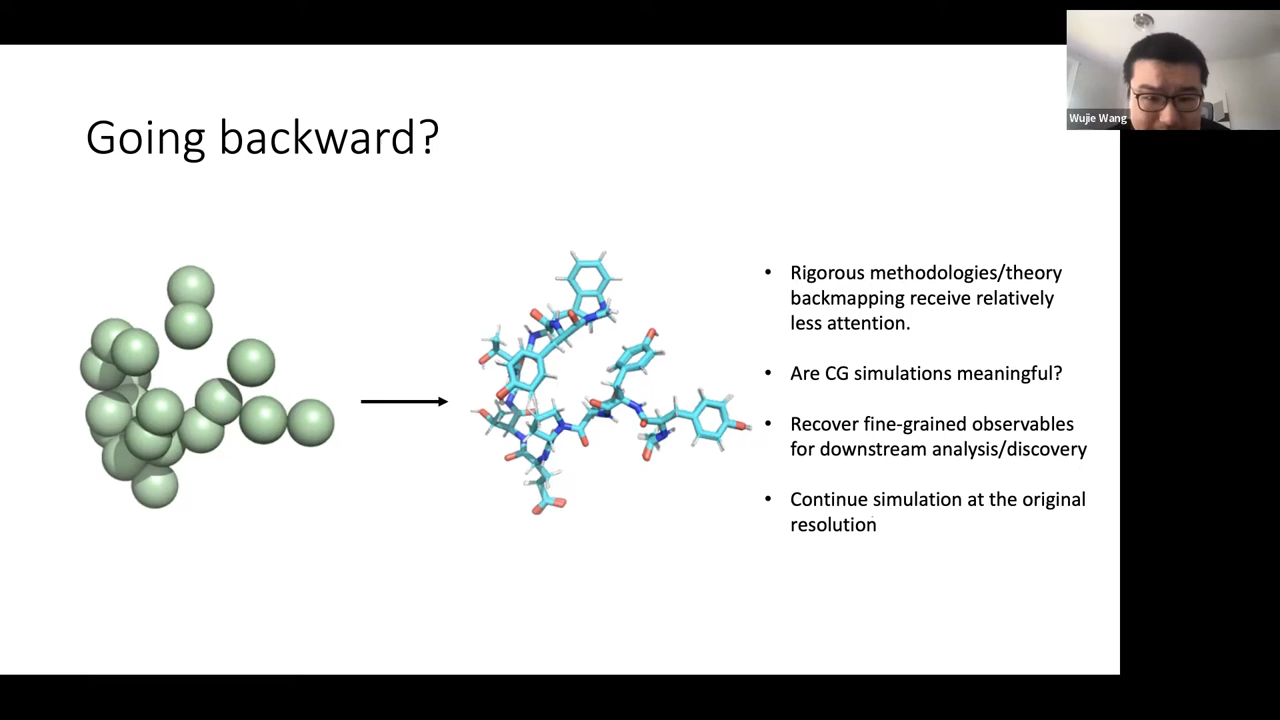 Going backward?
Wujie Wang
• Rigorous methodologies/theory
backmapping receive relatively
less attention.
• Are CG simulations meaningful?
• Recover fine-grained observables
for downstream analysis/discovery
• Continue simulation at the original
resolution